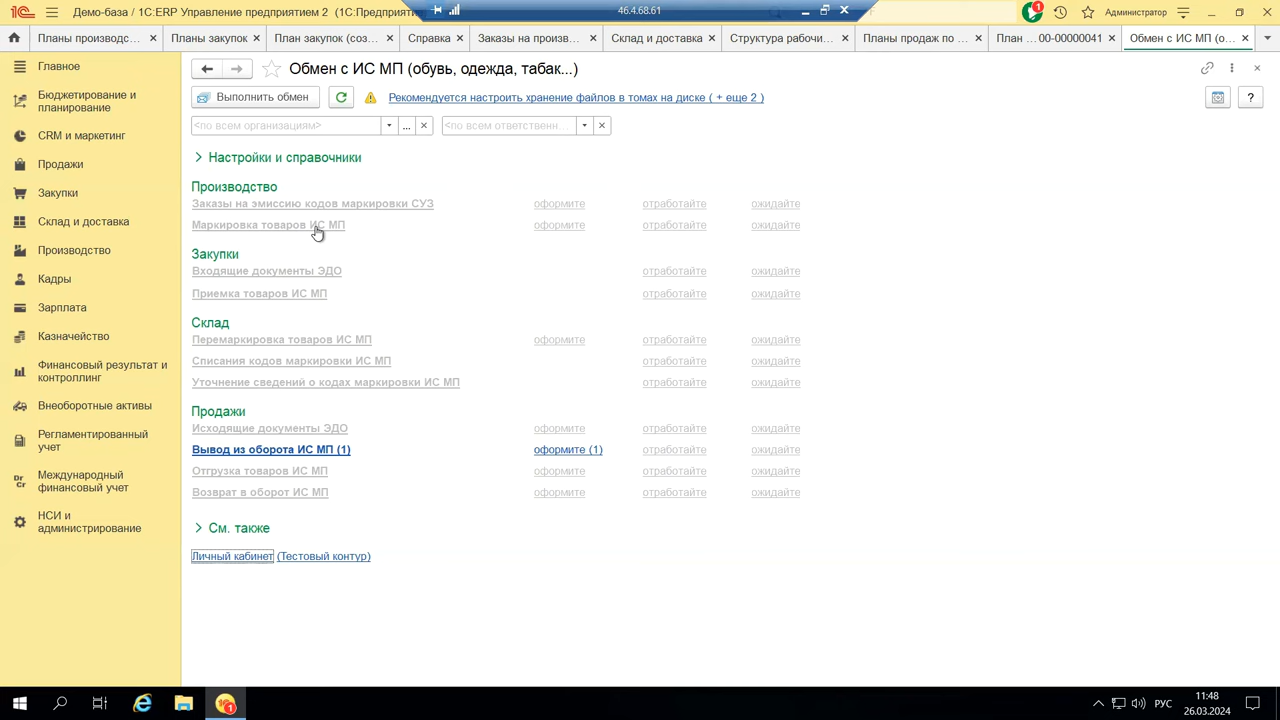 Демо-база / 1С:ERP Управление предприятием 2 (1С:Предприятие
46.4.68.61
1
Администратор
Планы производс...
Планы закупок
План закупок (соз...
Справка
Заказы на произв...
Склад и доставка
Структура рабочи...
Планы продаж по ...
План ...00-00000041
Обмен с ИС МП (о...
Главное
Бюджетирование и
планирование
CRM и маркетинг
Продажи
Закупки
Склад и доставка
Производство
Кадры
Зарплата
Казначейство
Финансовый результат и
контроллинг
Внеоборотные активы
Регламентированный
учет
Международный
финансовый учет
НСИ и
администрирование
Обмен с ИС МП (обувь, одежда, табак...)
Выполнить обмен
Рекомендуется настроить хранение файлов в томах на диске ( + еще 2 )
?
<по всем организациям>
...
<по всем ответственн...
Настройки и справочники
Производство
Заказы на эмиссию кодов маркировки СУЗ оформите отработайте ожидайте
Маркировка товаров ИС МП оформите отработайте ожидайте
Закупки
Входящие документы ЭДО отработайте ожидайте
Приемка товаров ИС МП отработайте ожидайте
Склад
Перемаркировка товаров ИС МП оформите отработайте ожидайте
Списания кодов маркировки ИС МП отработайте ожидайте
Уточнение сведений о кодах маркировки ИС МП отработайте ожидайте
Продажи
Исходящие документы ЭДО оформите отработайте ожидайте
Вывод из оборота ИС МП (1) оформите (1) отработайте ожидайте
Отгрузка товаров ИС МП оформите отработайте ожидайте
Возврат в оборот ИС МП оформите отработайте ожидайте
См. также
Личный кабинет (Тестовый контур)
1
РУС
11:48
26.03.2024